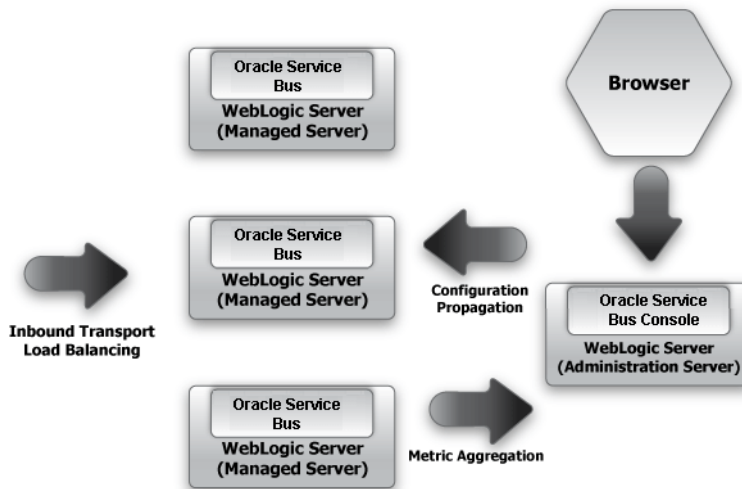 Oracle Service
Bus
WebLogic Server
(Managed Server)
Browser
Oracle Service
Bus
WebLogic Server
(Managed Server)
Inbound Transport
Load Balancing
Configuration
Propagation
Oracle Service
Bus Console
WebLogic Server
(Administration Server)
Oracle Service
Bus
WebLogic Server
(Managed Server)
Metric Aggregation